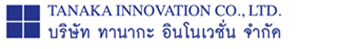 TANAKA INNOVATION CO., LTD.
บริษัท ทานากะ อินโนเวชั่น จำกัด